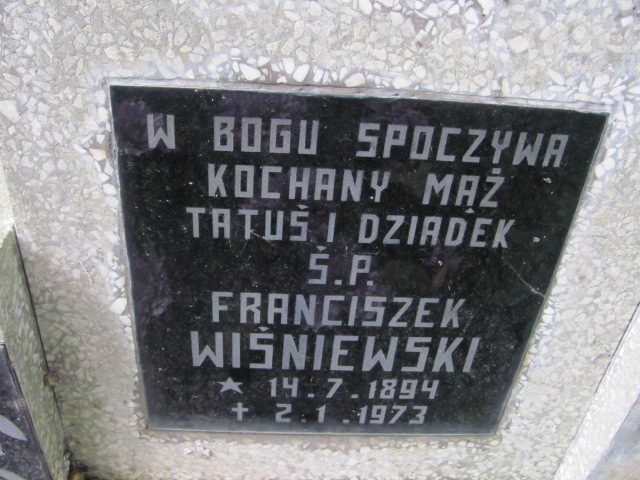 W BOGU SPOCZYWA
KOCHANY MĄŻ
TATUŚ I DZIADEK
Ś.P.
FRANCISZEK
WIŚNIEWSKI
★ 14.7.1894
+ 2.1.1973